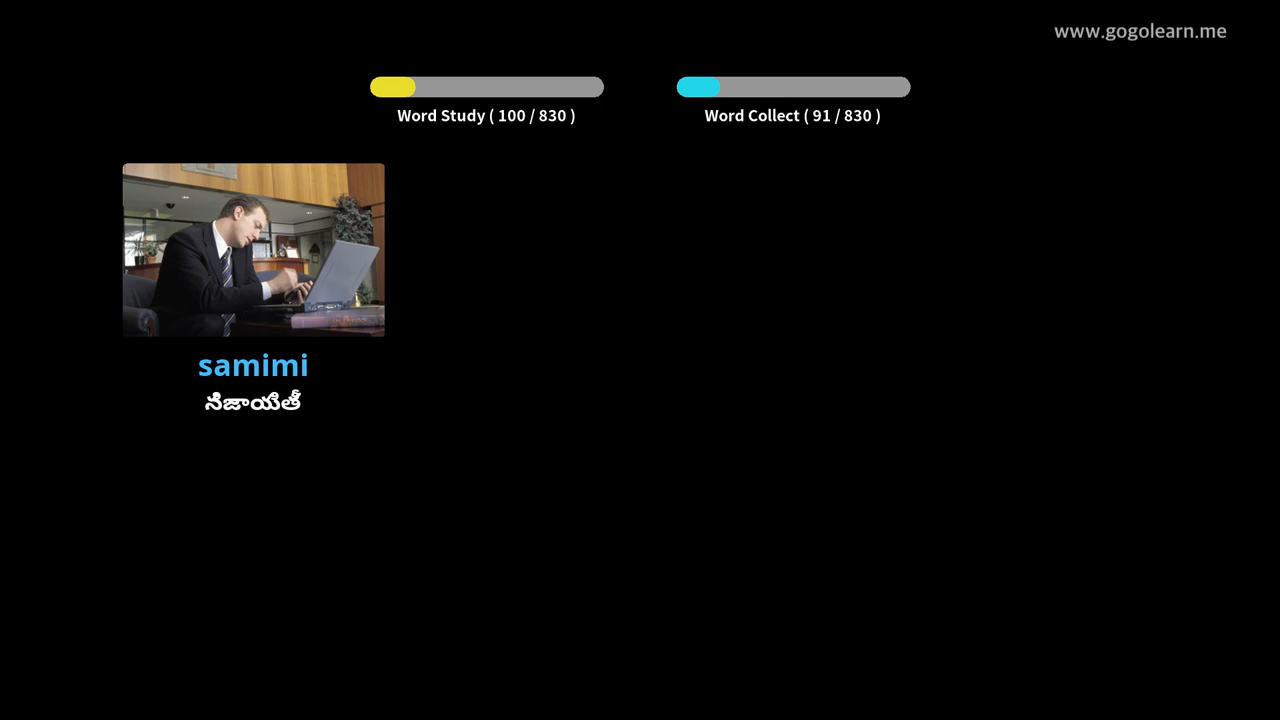 www.gogolearn.me
Word Study ( 100 / 830 )
Word Collect ( 91 / 830 )
samimi
నిజాయితీ